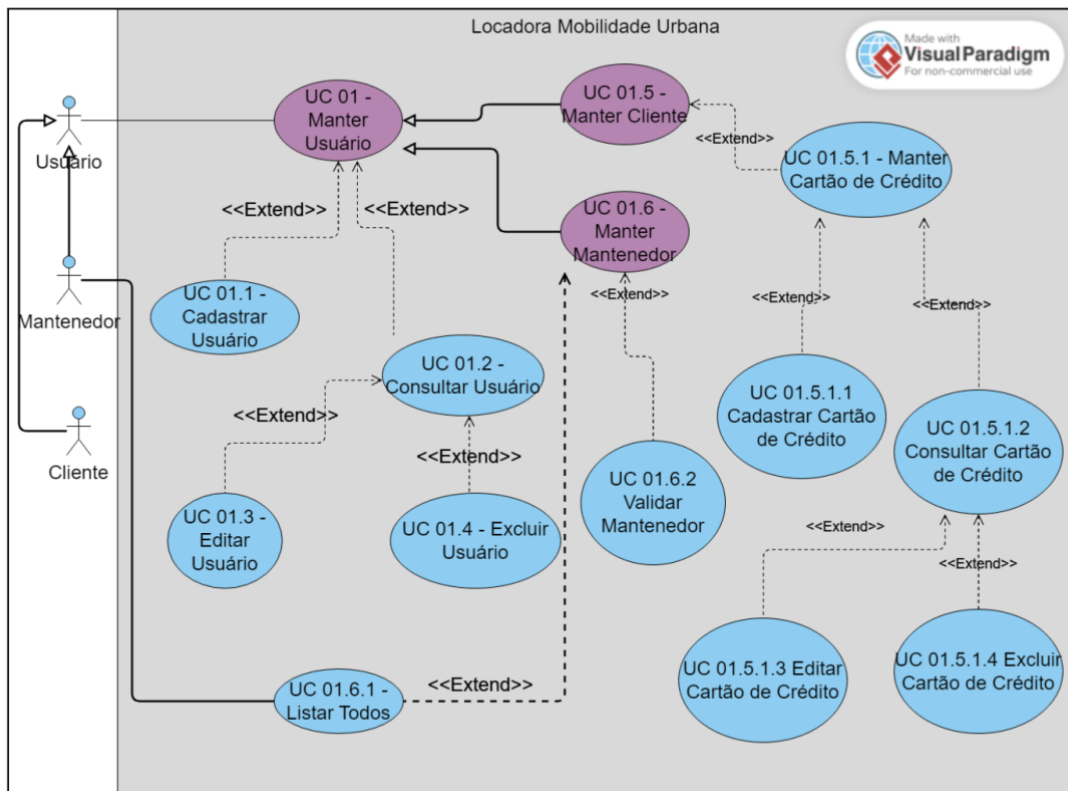 Locadora Mobilidade Urbana
Made with
Visual Paradigm
For non-commercial use
Usuário
UC 01 -
Manter
Usuário
UC 01.5 -
Manter Cliente
<<Extend>>
UC 01.5.1 - Manter
Cartão de Crédito
<<Extend>>
<<Extend>>
UC 01.6 -
Manter
Mantenedor
Mantenedor
UC 01.1 -
Cadastrar
Usuário
<<Extend>>
<<Extend>>
<<Extend>>
UC 01.2 -
Consultar Usuário
<<Extend>>
UC 01.5.1.1
Cadastrar Cartão
de Crédito
UC 01.5.1.2
Consultar Cartão
de Crédito
Cliente
<<Extend>>
UC 01.6.2
Validar
Mantenedor
UC 01.3 -
Editar
Usuário
UC 01.4 - Excluir
Usuário
<<Extend>>
<<Extend>>
UC 01.5.1.3 Editar
Cartão de Crédito
UC 01.5.1.4 Excluir
Cartão de Crédito
UC 01.6.1 -
Listar Todos
<<Extend>>